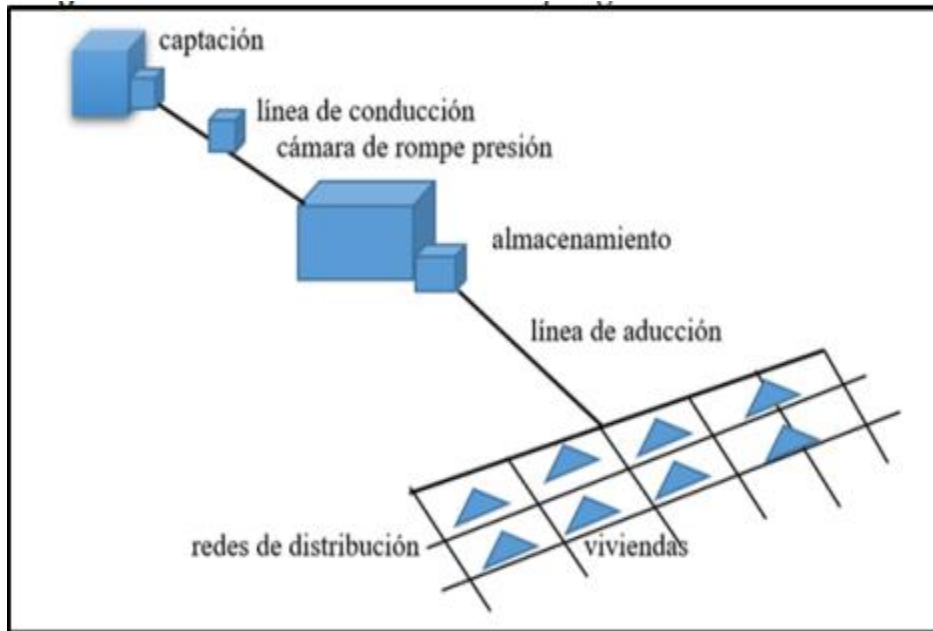 captación
línea de conducción
cámara de rompe presión
almacenamiento
línea de aducción
redes de distribución
viviendas